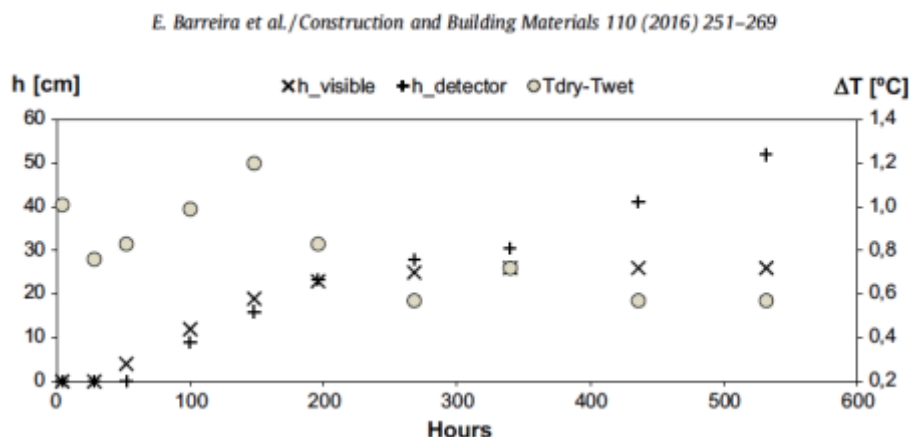 E. Barreira et al. / Construction and Building Materials 110 (2016) 251–269
h [cm] ×h_visible +h_detector Tdry-Twet ΔT [ºC]
60 1,4
50 1,2
40 1,0
30 0,8
20 0,6
10 0,4
0 0,2
0 100 200 300 400 500 600
Hours